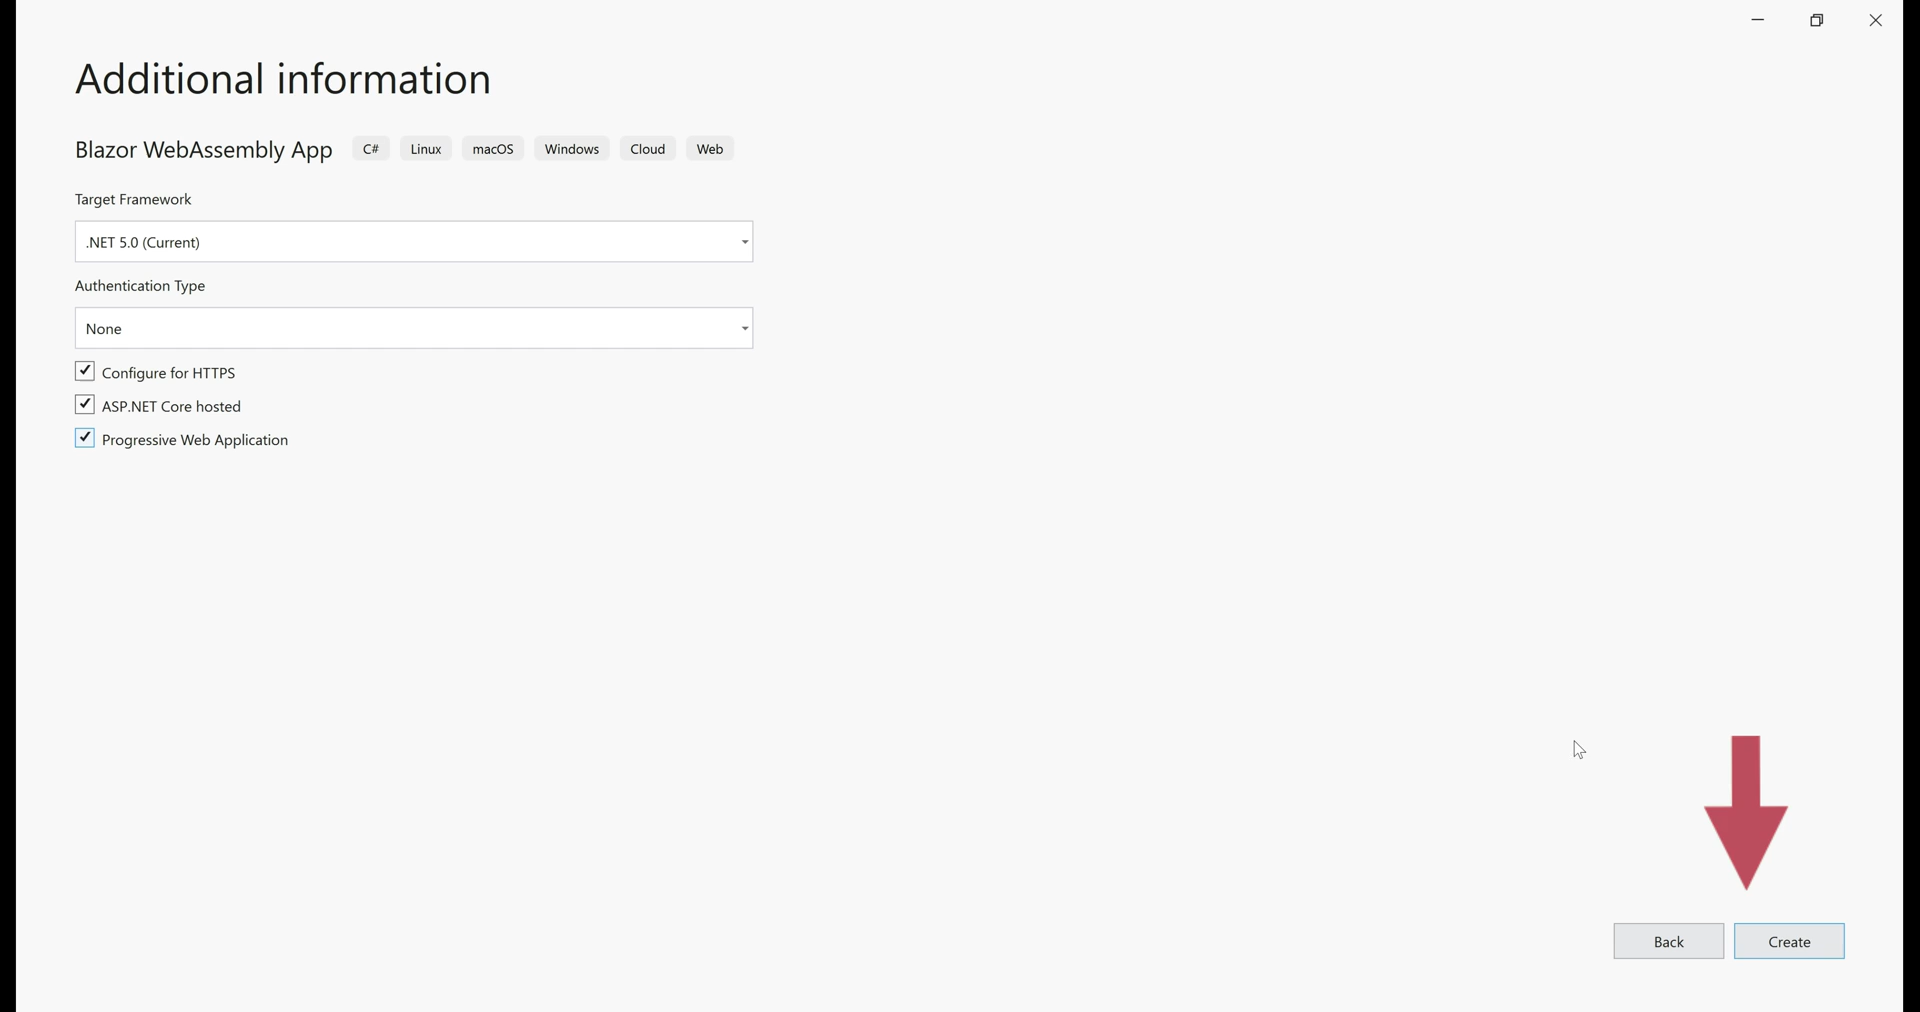 Additional information
Blazor WebAssembly App C# Linux macOS Windows Cloud Web
Target Framework
.NET 5.0 (Current)
Authentication Type
None
Configure for HTTPS
ASP.NET Core hosted
Progressive Web Application
Back Create